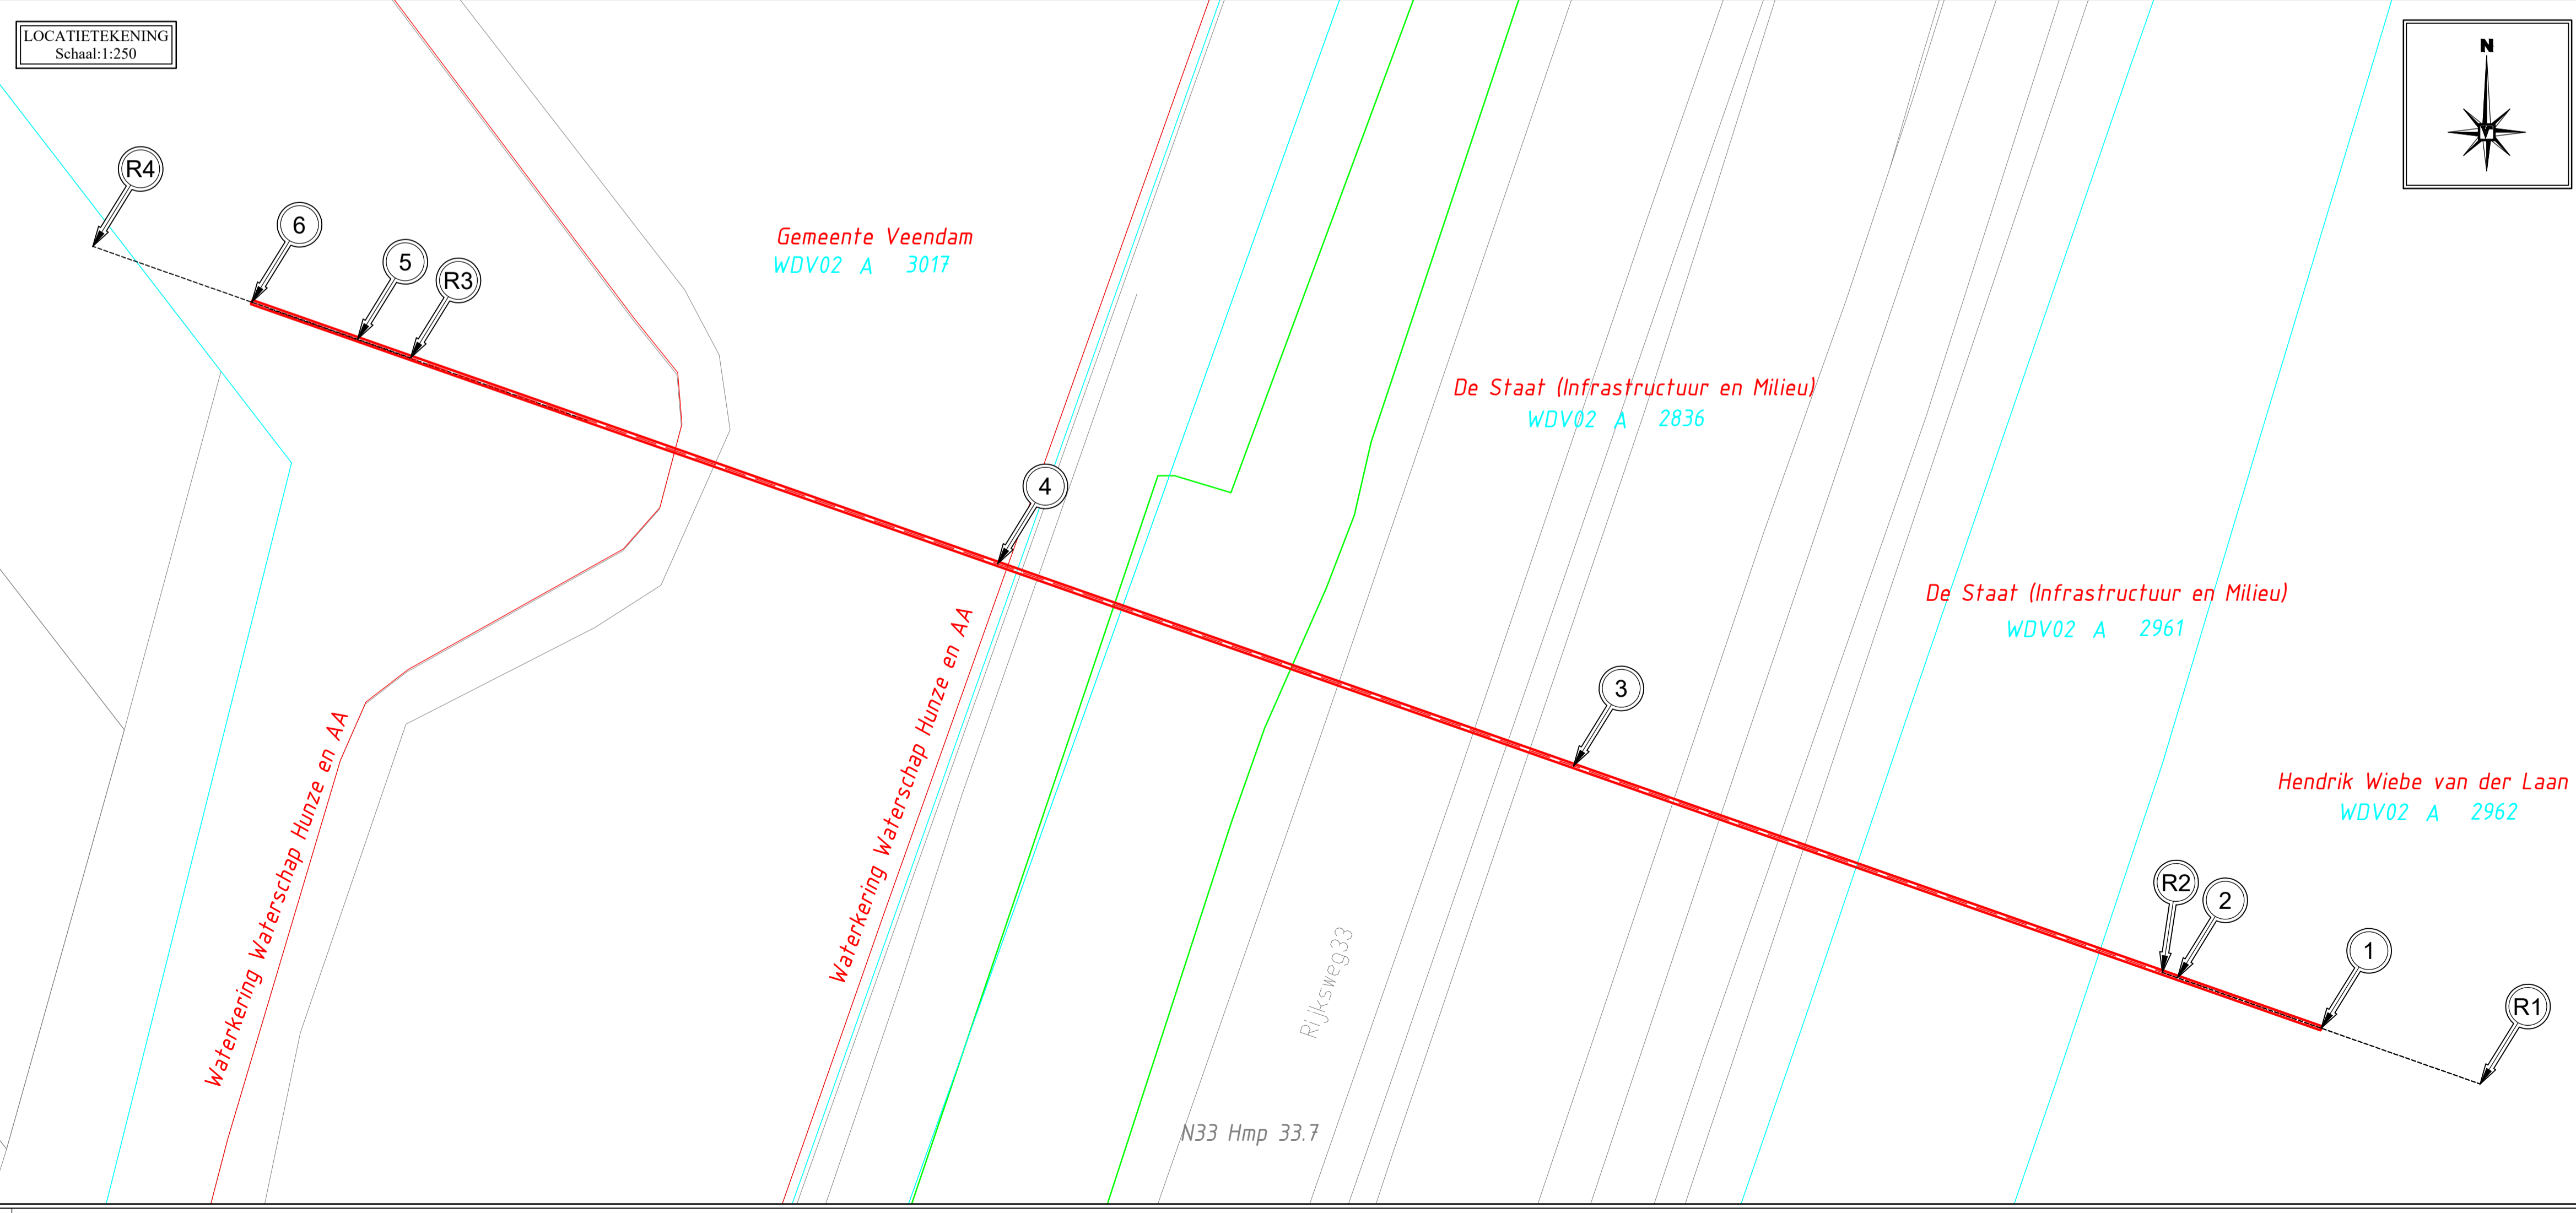 LOCATIETEKENING
Schaal:1:250
N
R4
6
5
R3
Gemeente Veendam
WDV02 A 3017
De Staat (Infrastructuur en Milieu)
WDV02 A 2836
4
De Staat (Infrastructuur en Milieu)
WDV02 A 2961
3
Hendrik Wiebe van der Laan
WDV02 A 2962
Waterkering Waterschap Hunze en AA
Waterkering Waterschap Hunze en AA
R2
2
1
R1
Rijksweg33
N33 Hmp 33.7